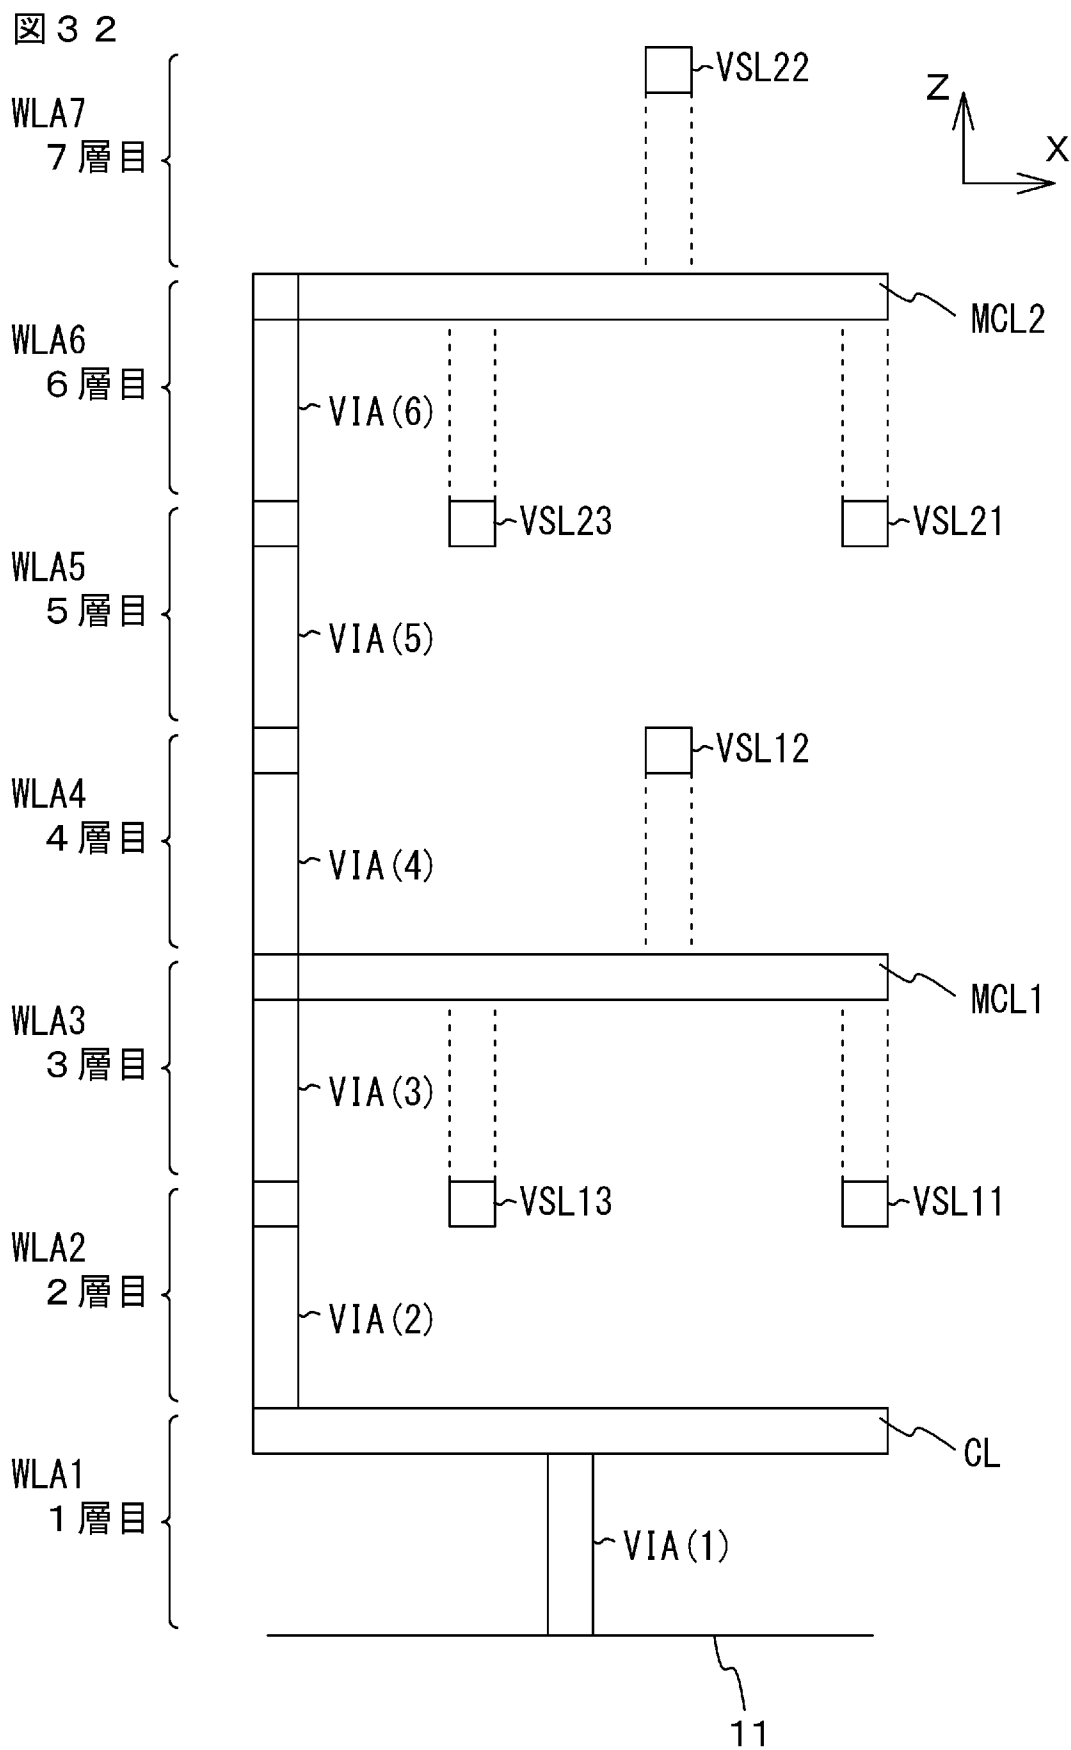 図３２
VSL22
Z
X
WLA7
７層目
MCL2
WLA6
６層目
VIA(6)
VSL23
VSL21
WLA5
５層目
VIA(5)
VSL12
WLA4
４層目
VIA(4)
MCL1
WLA3
３層目
VIA(3)
VSL13
VSL11
WLA2
２層目
VIA(2)
CL
WLA1
１層目
VIA(1)
11